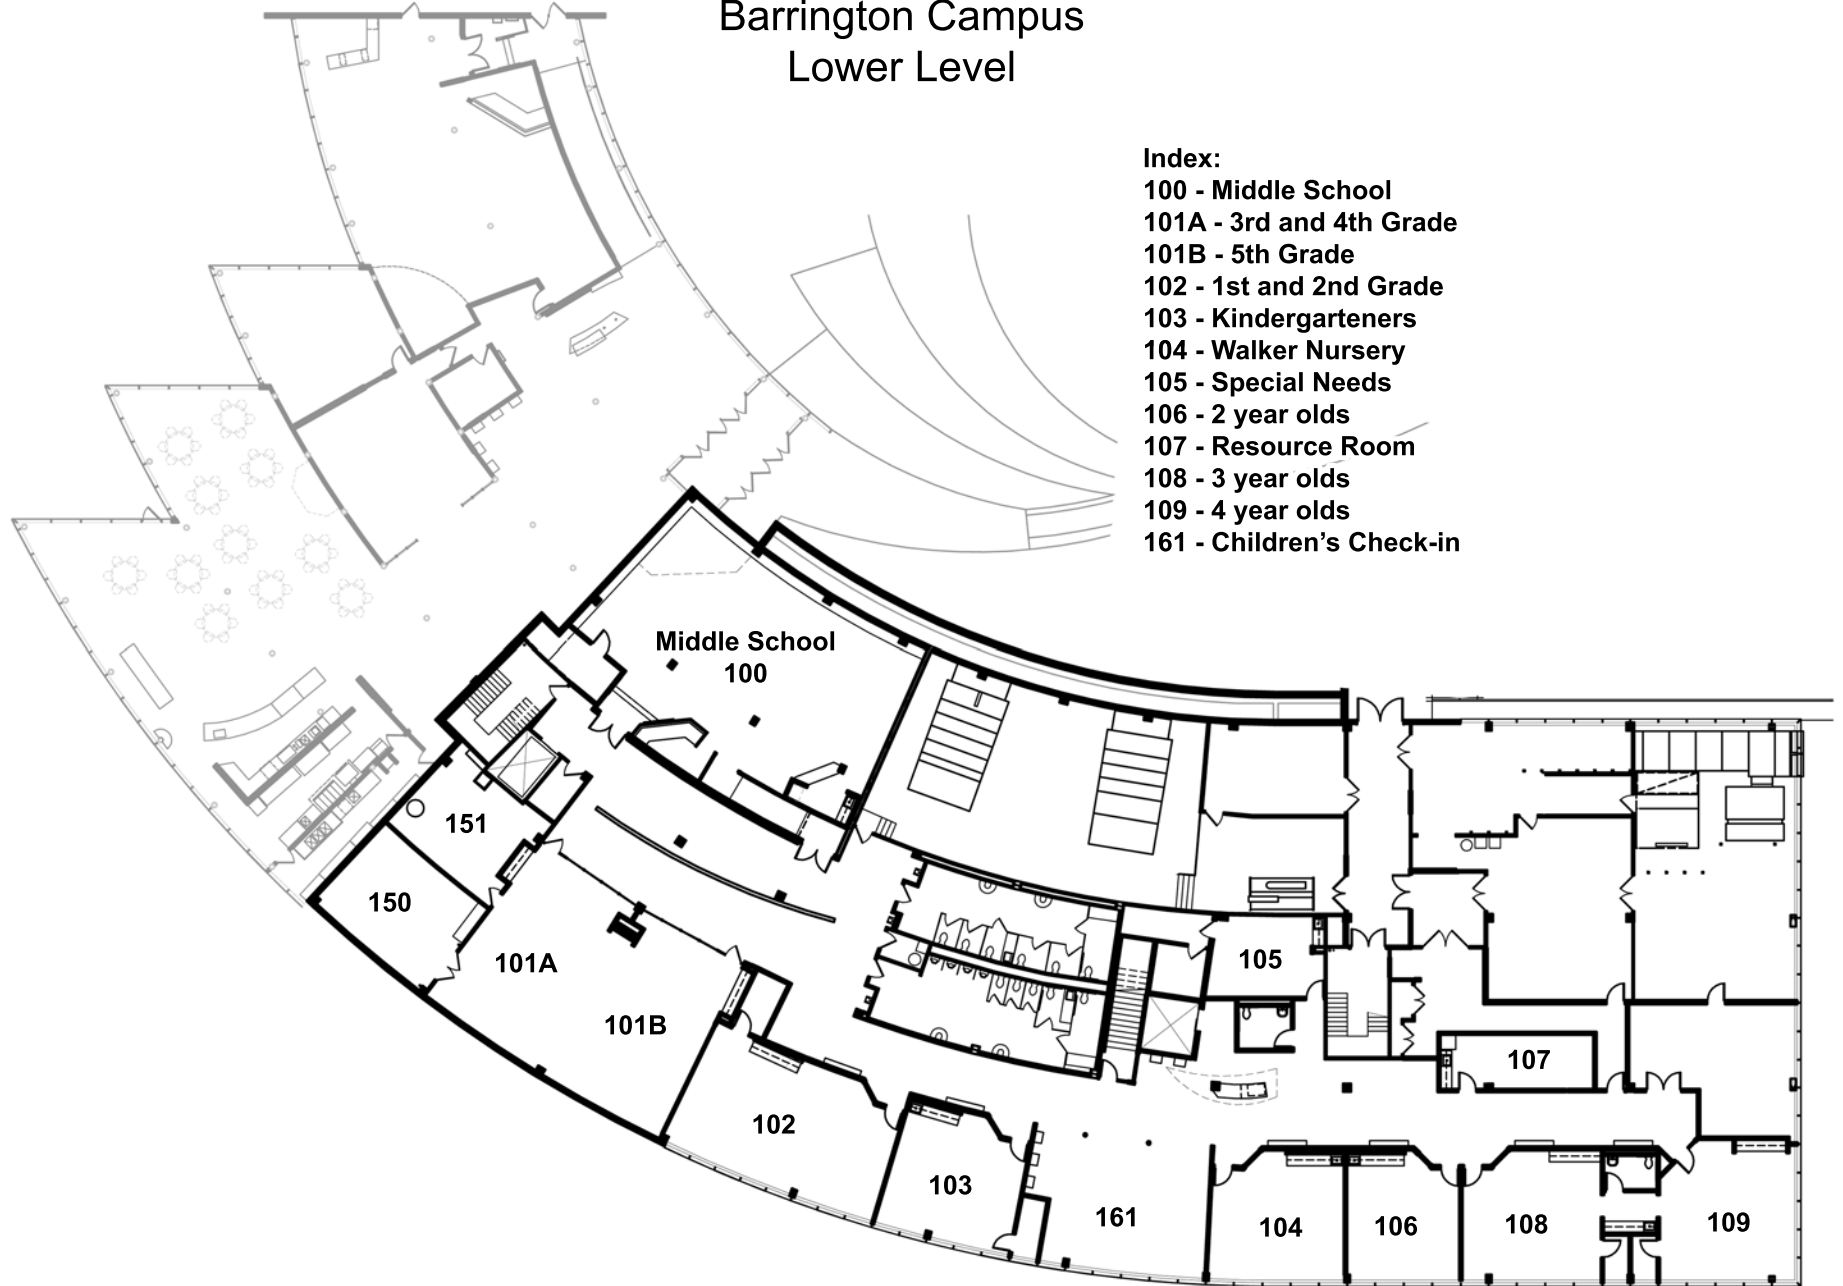 Barrington Campus
Lower Level
Index:
100 - Middle School
101A - 3rd and 4th Grade
101B - 5th Grade
102 - 1st and 2nd Grade
103 - Kindergarteners
104 - Walker Nursery
105 - Special Needs
106 - 2 year olds
107 - Resource Room
108 - 3 year olds
109 - 4 year olds
161 - Children’s Check-in
Middle School
100
151
150
101A
101B
105
107
102
103
161
104
106
108
109